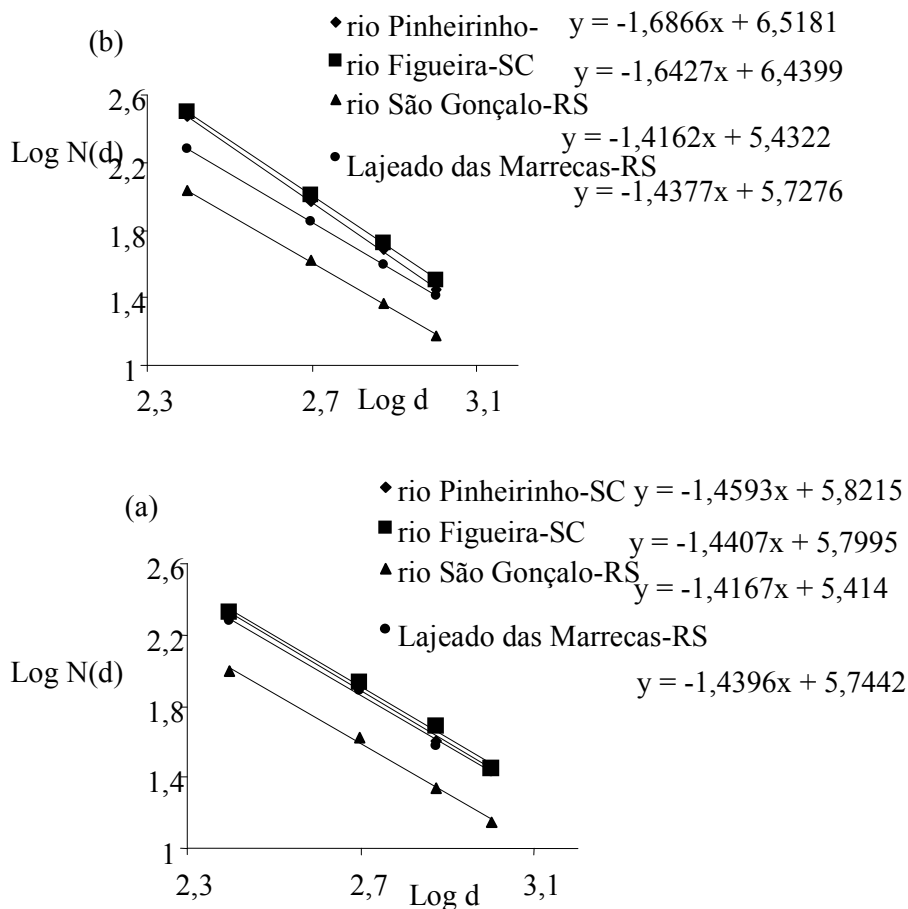 (b)
rio Pinheirinho- y = -1,6866x + 6,5181
rio Figueira-SC y = -1,6427x + 6,4399
rio São Gonçalo-RS y = -1,4162x + 5,4322
Lajeado das Marrecas-RS y = -1,4377x + 5,7276
Log N(d)
2,6
2,2
1,8
1,4
1
2,3 2,7 Log d 3,1
(a)
rio Pinheirinho-SC y = -1,4593x + 5,8215
rio Figueira-SC y = -1,4407x + 5,7995
rio São Gonçalo-RS y = -1,4167x + 5,414
Lajeado das Marrecas-RS
y = -1,4396x + 5,7442
Log N(d)
2,6
2,2
1,8
1,4
1
2,3 2,7 Log d 3,1